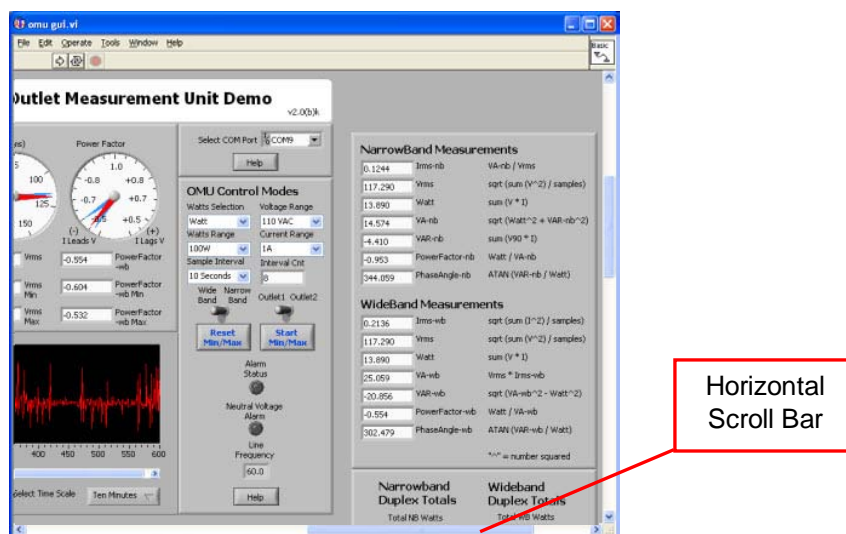 omu gui.vi
File Edit Operate Tools Window Help
Basic
Outlet Measurement Unit Demo
v2.0(b)k
Power Factor
100
125
150
1.0
-0.8 +0.8
-0.7 +0.7
+0.5
(-) (+)
I Leads V I Lags V
Vrms -0.554 PowerFactor -wb
Vrms Min -0.604 PowerFactor -wb Min
Vrms Max -0.532 PowerFactor -wb Max
400 450 500 550 600
Select Time Scale Ten Minutes
Select COM Port COM9
Help
OMU Control Modes
Watts Selection Voltage Range
Watt 110 VAC
Watts Range Current Range
100W 1A
Sample Interval Interval Cnt
10 Seconds 8
Wide Band Narrow Band Outlet1 Outlet2
Reset Min/Max Start Min/Max
Alarm Status
Neutral Voltage Alarm
Line Frequency
60.0
Help
NarrowBand Measurements
0.1244 Irms-nb VA-nb / Vrms
117.290 Vrms sqrt (sum (V^2) / samples)
13.890 Watt sum (V * I)
14.574 VA-nb sqrt (Watt^2 + VAR-nb^2)
-4.410 VAR-nb sum (V90 * I)
-0.953 PowerFactor-nb Watt / VA-nb
344.059 PhaseAngle-nb ATAN (VAR-nb / Watt)
WideBand Measurements
0.2136 Irms-wb sqrt (sum (I^2) / samples)
117.290 Vrms sqrt (sum (V^2) / samples)
13.890 Watt sum (V * I)
25.059 VA-wb Vrms * Irms-wb
-20.856 VAR-wb sqrt (VA-wb^2 - Watt^2)
-0.554 PowerFactor-wb Watt / VA-wb
302.479 PhaseAngle-wb ATAN (VAR-wb / Watt)
"^" = number squared
Narrowband Duplex Totals Wideband Duplex Totals
Total NB Watts Total WB Watts
Horizontal
Scroll Bar